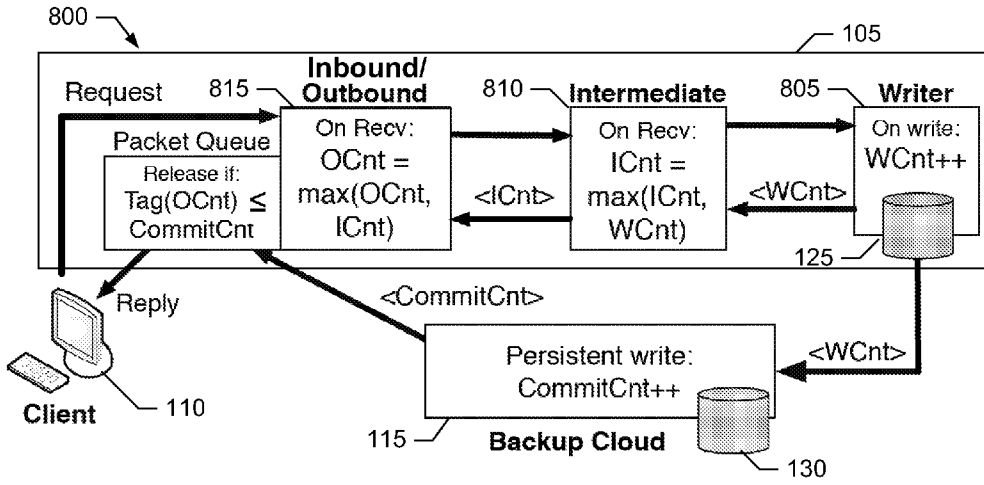 800
105
Request
815
Inbound/
Outbound
On Recv:
OCnt =
max(OCnt,
ICnt)
Packet Queue
Release if:
Tag(OCnt) ≤
CommitCnt
810
Intermediate
On Recv:
ICnt =
max(ICnt,
WCnt)
<ICnt>
805
Writer
On write:
WCnt++
<WCnt>
125
Reply
<CommitCnt>
<WCnt>
Persistent write:
CommitCnt++
Client
110
115
Backup Cloud
130